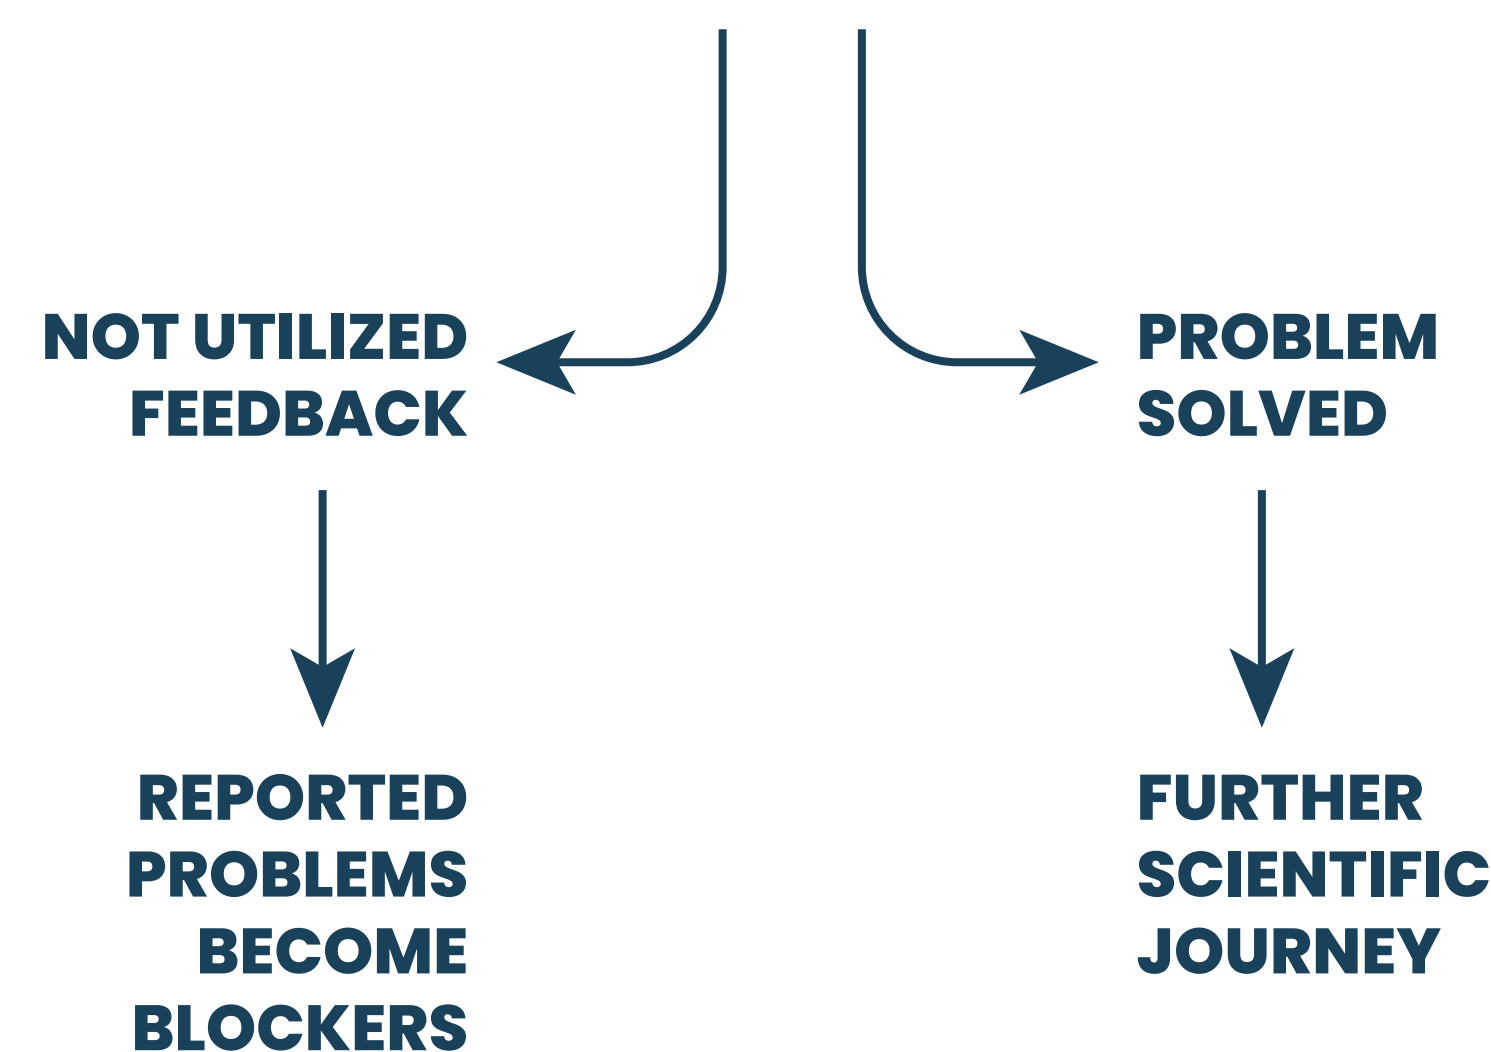 NOT UTILIZED
FEEDBACK
PROBLEM
SOLVED
REPORTED
PROBLEMS
BECOME
BLOCKERS
FURTHER
SCIENTIFIC
JOURNEY